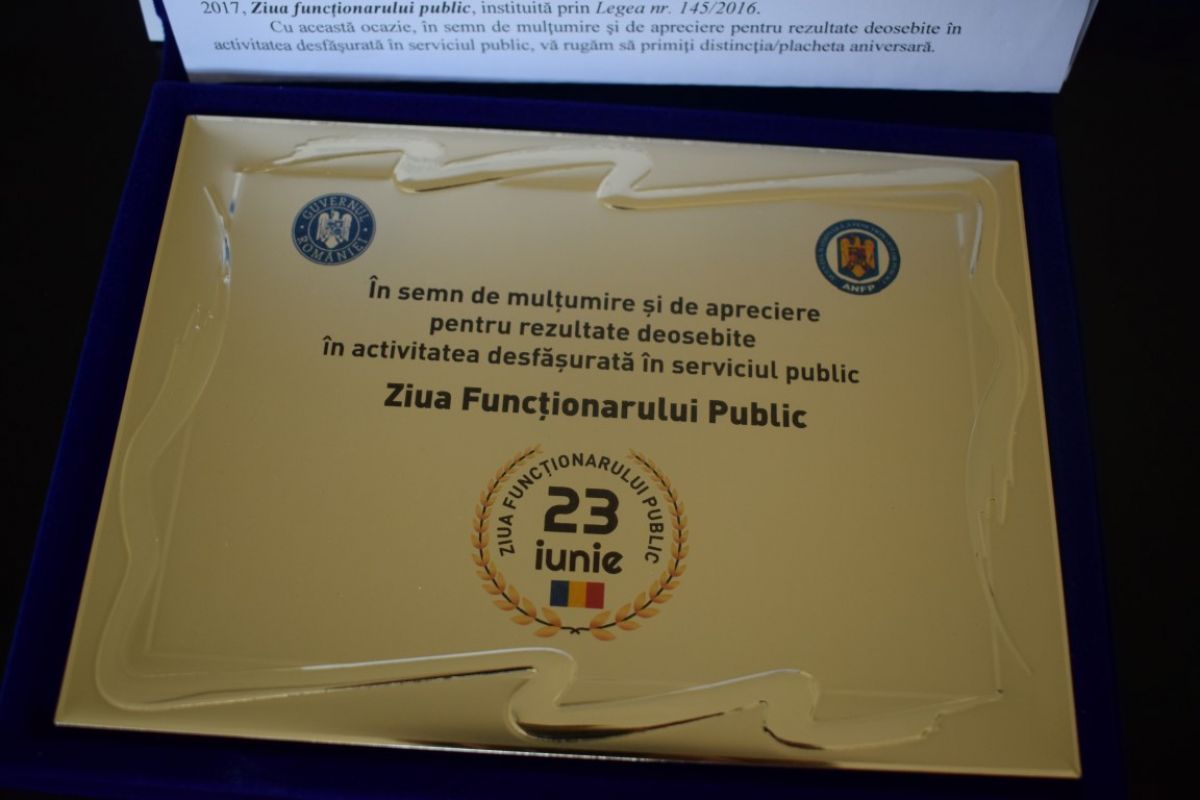 2017, Ziua funcţionarului public, instituită prin Legea nr. 145/2016.
Cu această ocazie, în semn de mulţumire şi de apreciere pentru rezultate deosebite în
activitatea desfăşurată în serviciul public, vă rugăm să primiţi distincţia/placheta aniversară.
GUVERNUL ROMÂNIEI
ANFP
În semn de mulțumire și de apreciere
pentru rezultate deosebite
în activitatea desfășurată în serviciul public
Ziua Funcționarului Public
ZIUA FUNCȚIONARULUI PUBLIC
23
iunie